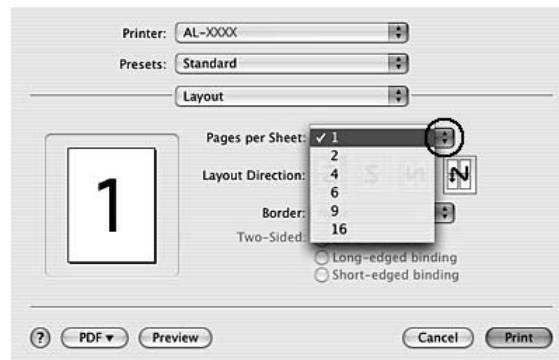 Printer: AL-XXXX
Presets: Standard
Layout
Pages per Sheet: ✓ 1
2
Layout Direction: 4
6
Border: 9
Two-Sided: 16
Long-edged binding
Short-edged binding
1
? PDF ▼ Preview Cancel Print